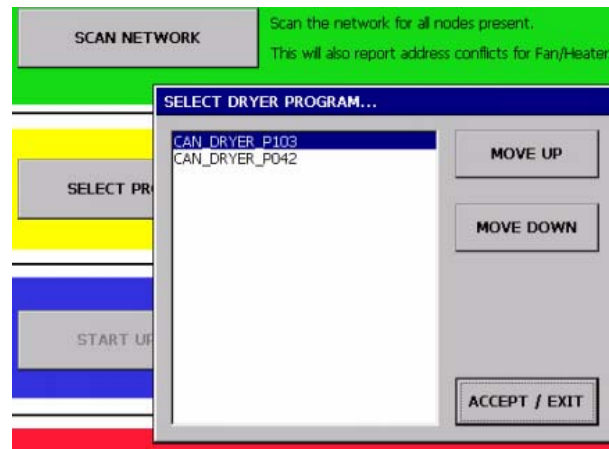 SCAN NETWORK
Scan the network for all nodes present.
This will also report address conflicts for Fan/Heater
SELECT DRYER PROGRAM...
CAN_DRYER_P103
CAN_DRYER_P042
MOVE UP
SELECT PR
MOVE DOWN
START UP
ACCEPT / EXIT